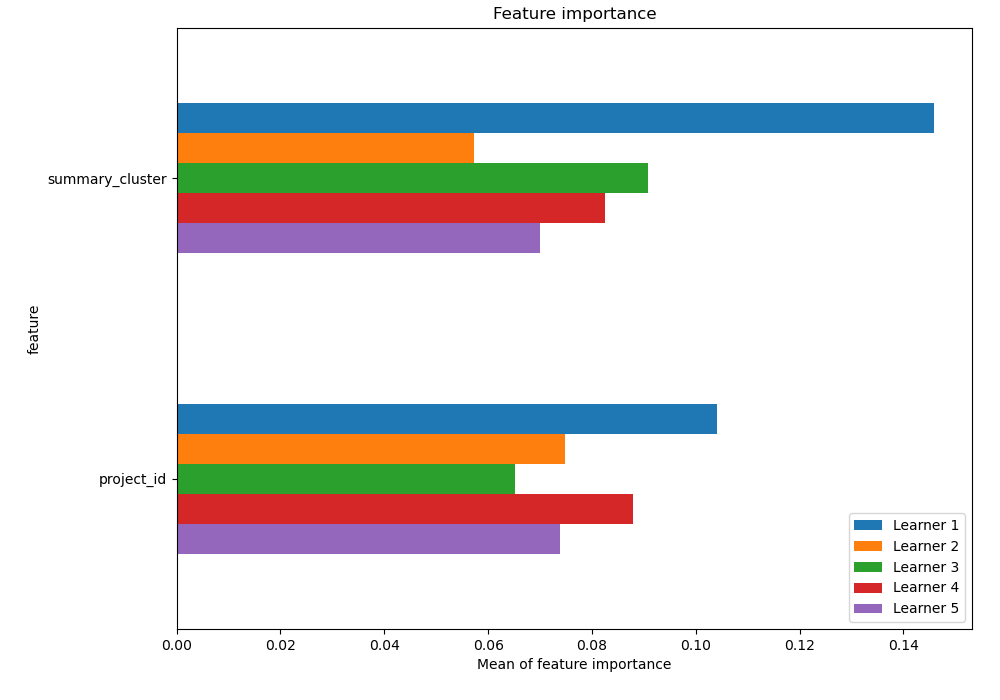 Feature importance
summary_cluster
feature
project_id
Learner 1
Learner 2
Learner 3
Learner 4
Learner 5
0.00 0.02 0.04 0.06 0.08 0.10 0.12 0.14
Mean of feature importance